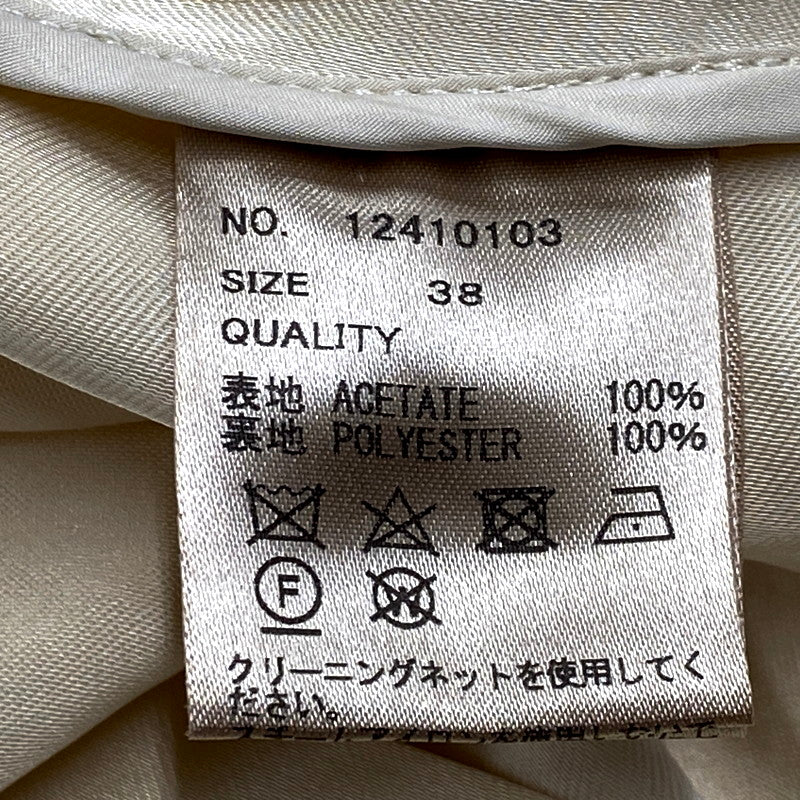 NO. 12410103
SIZE 38
QUALITY
表地 ACETATE 100%
裏地 POLYESTER 100%
F
W
クリーニングネットを使用してく
ださい。